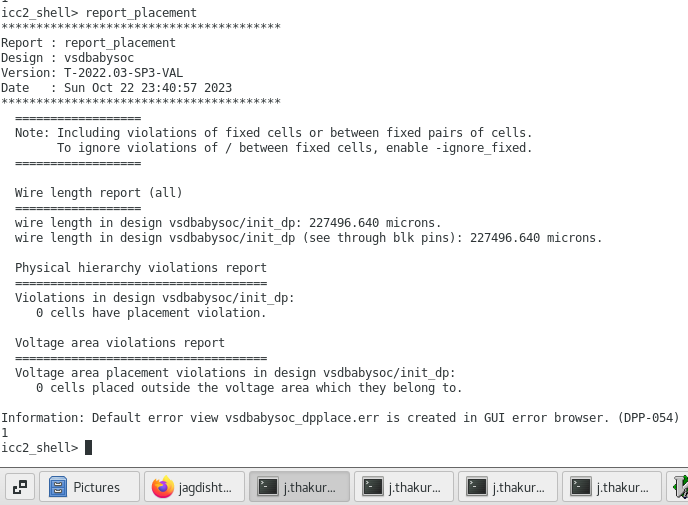 1
icc2_shell> report_placement
****************************************
Report : report_placement
Design : vsdbabysoc
Version: T-2022.03-SP3-VAL
Date   : Sun Oct 22 23:40:57 2023
****************************************
  ==================
  Note: Including violations of fixed cells or between fixed pairs of cells.
        To ignore violations of / between fixed cells, enable -ignore_fixed.
  ==================
  Wire length report (all)
  ==================
  wire length in design vsdbabysoc/init_dp: 227496.640 microns.
  wire length in design vsdbabysoc/init_dp (see through blk pins): 227496.640 microns.
  Physical hierarchy violations report
  ====================================
  Violations in design vsdbabysoc/init_dp:
     0 cells have placement violation.
  Voltage area violations report
  ====================================
  Voltage area placement violations in design vsdbabysoc/init_dp:
     0 cells placed outside the voltage area which they belong to.
Information: Default error view vsdbabysoc_dpplace.err is created in GUI error browser. (DPP-054)
1
icc2_shell>
Pictures jagdisht... j.thakur... j.thakur... j.thakur... j.thakur...